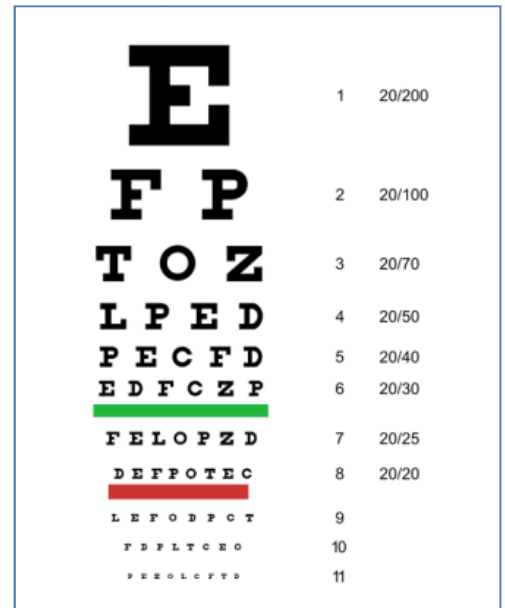 E 1 20/200
F P 2 20/100
T O Z 3 20/70
L P E D 4 20/50
P E C F D 5 20/40
E D F C Z P 6 20/30
F E L O P Z D 7 20/25
D E F P O T E C 8 20/20
L E F O D P C T 9
F D P L T C E O 10
P E Z O L C F T D 11